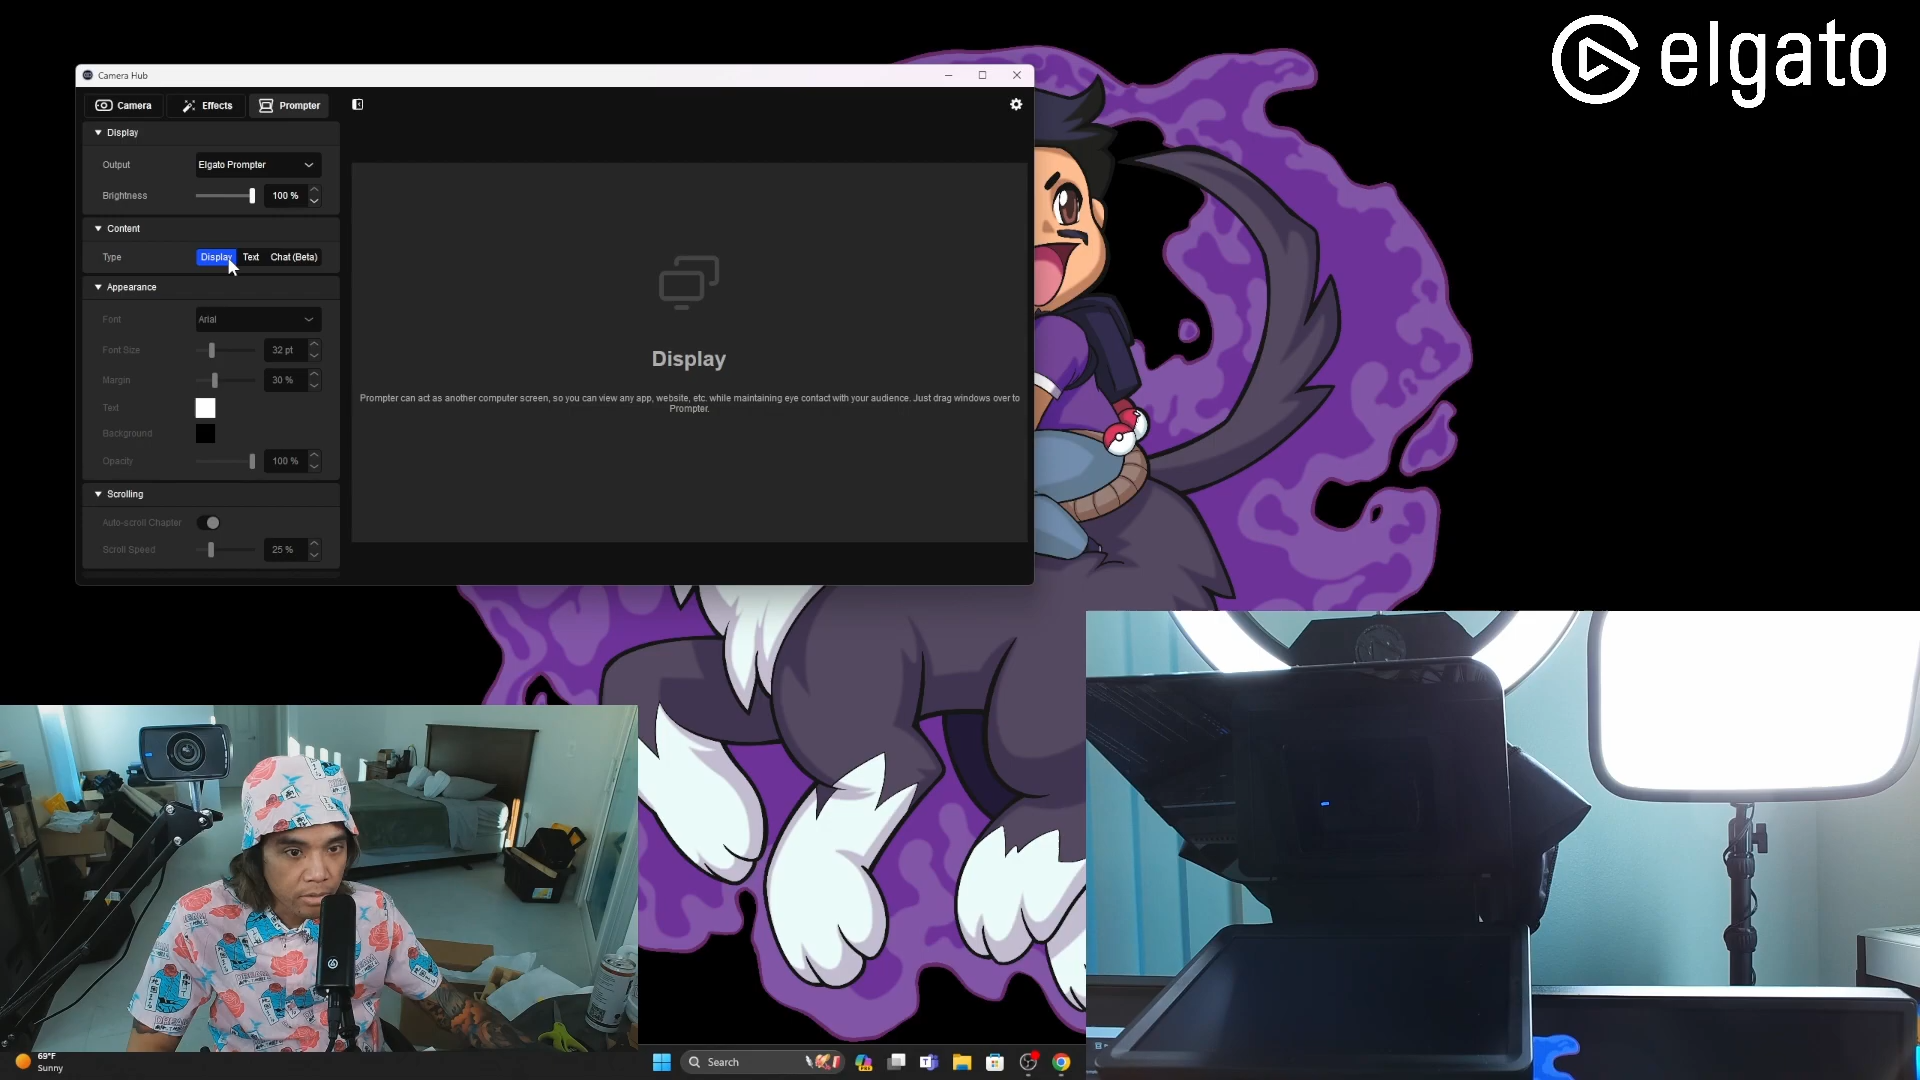 elgato
Camera Hub
Camera
Effects
Prompter
Display
Output
Elgato Prompter
Brightness
100 %
Content
Type
Display
Text
Chat (Beta)
Appearance
Font
Arial
Font Size
32 pt
Margin
30 %
Text
Background
Opacity
100 %
Scrolling
Auto-scroll Chapter
Scroll Speed
25 %
Display
Prompter can act as another computer screen, so you can view any app, website, etc. while maintaining eye contact with your audience. Just drag windows over to
Prompter.
69°F
Sunny
Search